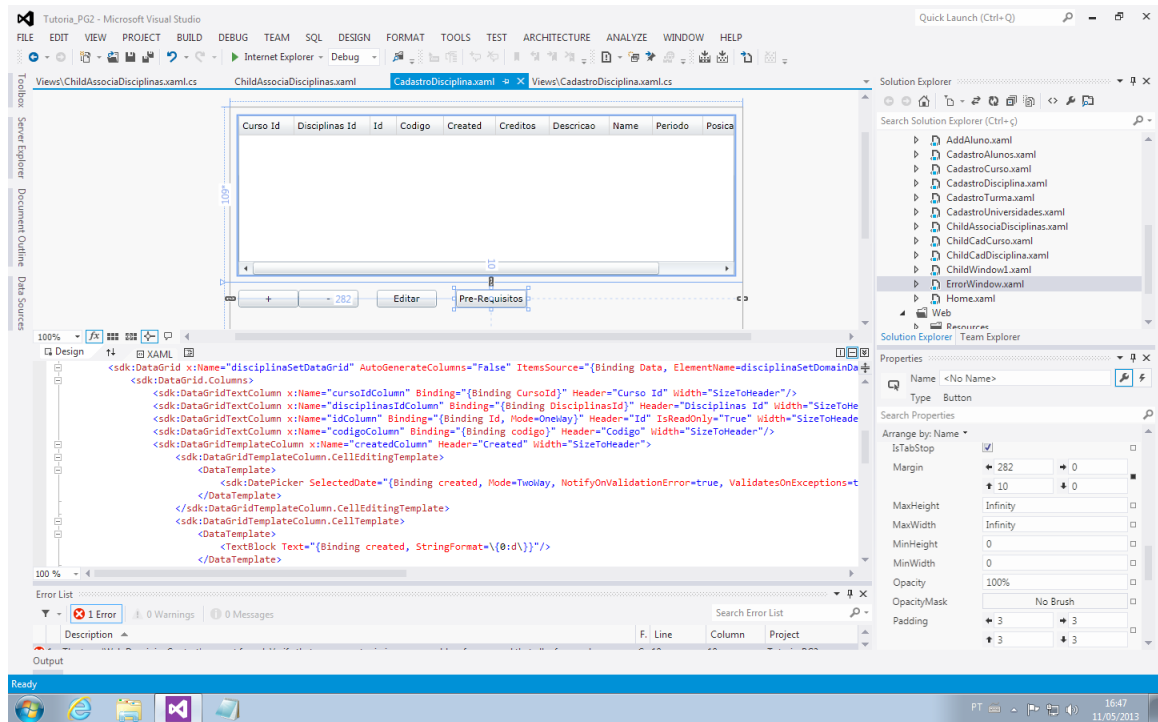 Tutoria_PG2 - Microsoft Visual Studio
Quick Launch (Ctrl+Q)
FILE EDIT VIEW PROJECT BUILD DEBUG TEAM SQL DESIGN FORMAT TOOLS TEST ARCHITECTURE ANALYZE WINDOW HELP
Internet Explorer Debug
Toolbox
Server Explorer
Document Outline
Data Sources
Views\ChildAssociaDisciplinas.xaml.cs ChildAssociaDisciplinas.xaml CadastroDisciplina.xaml Views\CadastroDisciplina.xaml.cs
Curso Id Disciplinas Id Id Codigo Created Creditos Descricao Name Periodo Posica
109*
10
+ - 282 Editar Pre-Requisitos
100% fx
Design XAML
<sdk:DataGrid x:Name="disciplinaSetDataGrid" AutoGenerateColumns="False" ItemsSource="{Binding Data, ElementName=disciplinaSetDomainDa
<sdk:DataGrid.Columns>
<sdk:DataGridTextColumn x:Name="cursoIdColumn" Binding="{Binding CursoId}" Header="Curso Id" Width="SizeToHeader"/>
<sdk:DataGridTextColumn x:Name="disciplinasIdColumn" Binding="{Binding DisciplinasId}" Header="Disciplinas Id" Width="SizeToHe
<sdk:DataGridTextColumn x:Name="idColumn" Binding="{Binding Id, Mode=OneWay}" Header="Id" IsReadOnly="True" Width="SizeToHeade
<sdk:DataGridTextColumn x:Name="codigoColumn" Binding="{Binding codigo}" Header="Codigo" Width="SizeToHeader"/>
<sdk:DataGridTemplateColumn x:Name="createdColumn" Header="Created" Width="SizeToHeader">
<sdk:DataGridTemplateColumn.CellEditingTemplate>
<DataTemplate>
<sdk:DatePicker SelectedDate="{Binding created, Mode=TwoWay, NotifyOnValidationError=true, ValidatesOnExceptions=t
</DataTemplate>
</sdk:DataGridTemplateColumn.CellEditingTemplate>
<sdk:DataGridTemplateColumn.CellTemplate>
<DataTemplate>
<TextBlock Text="{Binding created, StringFormat=\{0:d\}}"/>
</DataTemplate>
100 %
Error List
1 Error 0 Warnings 0 Messages
Search Error List
Description F. Line Column Project
Output
Ready
Solution Explorer
Search Solution Explorer (Ctrl+ç)
AddAluno.xaml
CadastroAlunos.xaml
CadastroCurso.xaml
CadastroDisciplina.xaml
CadastroTurma.xaml
CadastroUniversidades.xaml
ChildAssociaDisciplinas.xaml
ChildCadCurso.xaml
ChildCadDisciplina.xaml
ChildWindow1.xaml
ErrorWindow.xaml
Home.xaml
Web
Resources
Solution Explorer Team Explorer
Properties
Name <No Name>
Type Button
Search Properties
Arrange by: Name
IsTabStop
Margin 282 0
10 0
MaxHeight Infinity
MaxWidth Infinity
MinHeight 0
MinWidth 0
Opacity 100%
OpacityMask No Brush
Padding 3 3
3 3
PT
16:47
11/05/2013